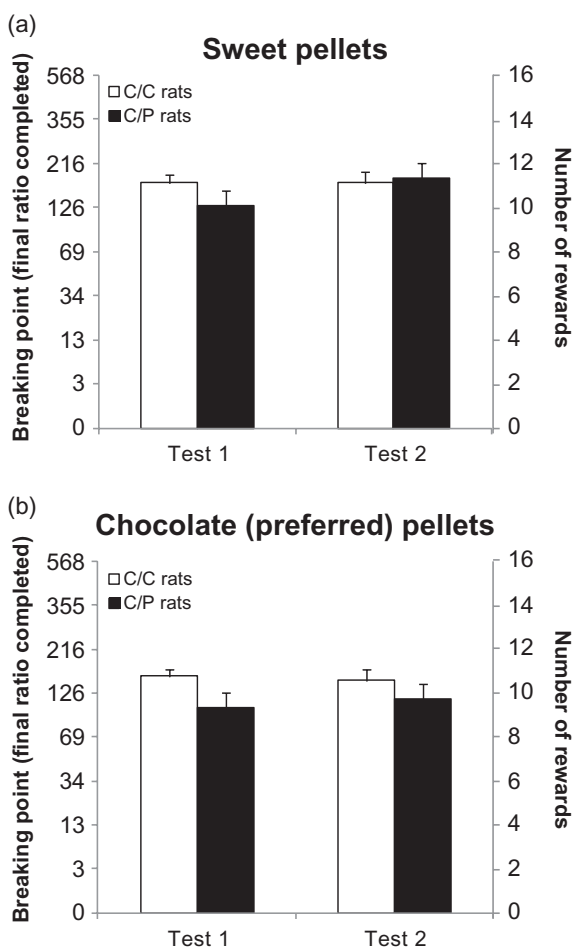 (a)
Sweet pellets
C/C rats
C/P rats
Breaking point (final ratio completed)
568
355
216
126
69
34
13
3
0
16
14
12
10
8
6
4
2
0
Number of rewards
Test 1
Test 2
(b)
Chocolate (preferred) pellets
C/C rats
C/P rats
Breaking point (final ratio completed)
568
355
216
126
69
34
13
3
0
16
14
12
10
8
6
4
2
0
Number of rewards
Test 1
Test 2